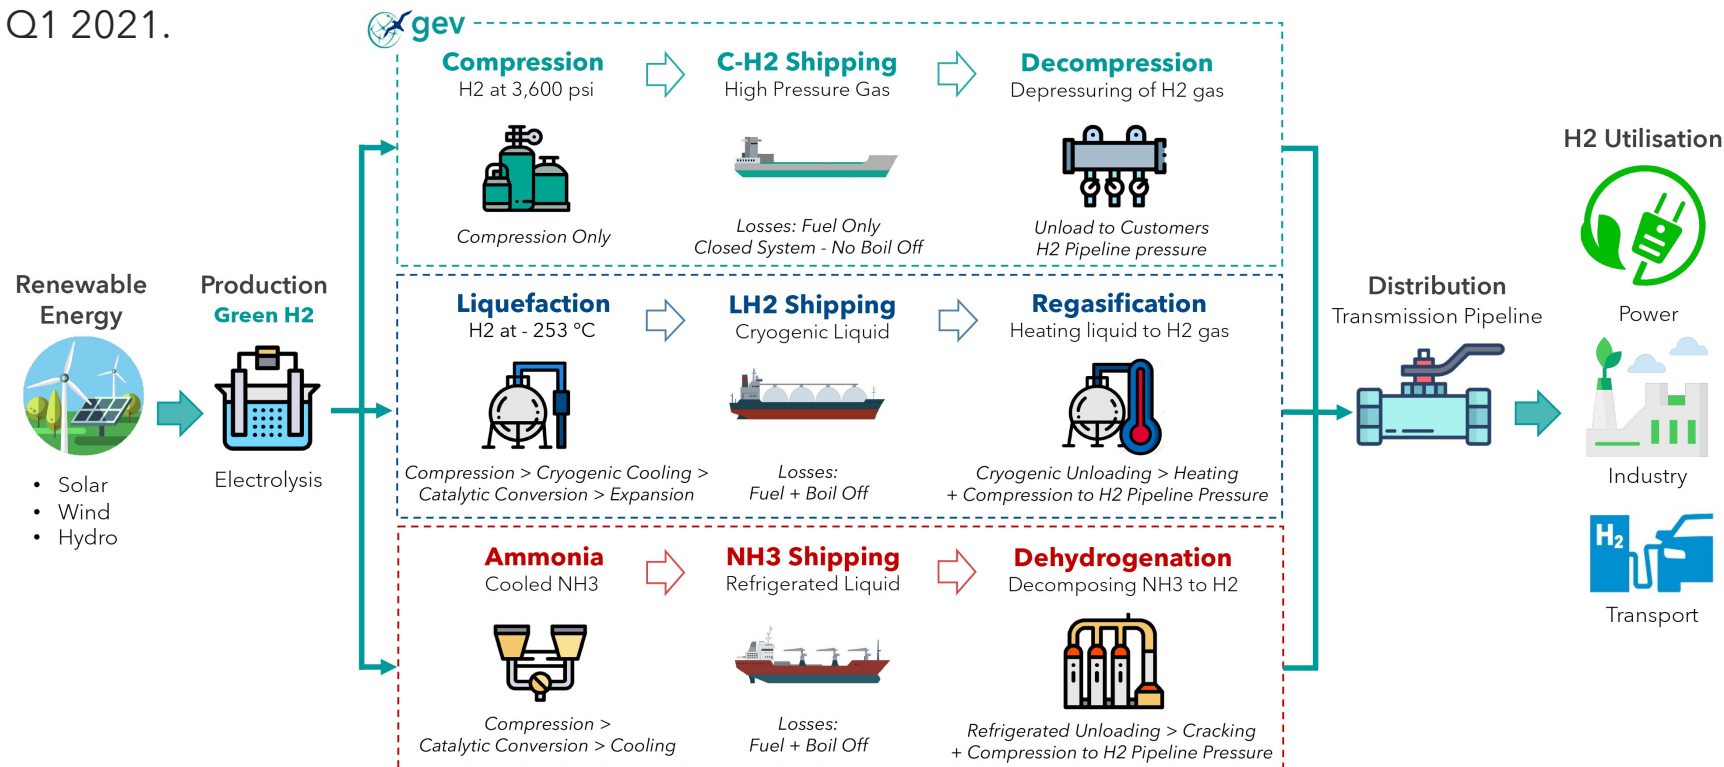 Q1 2021.
gev
Compression
H2 at 3,600 psi
Compression Only
C-H2 Shipping
High Pressure Gas
Losses: Fuel Only
Closed System - No Boil Off
Decompression
Depressuring of H2 gas
Unload to Customers
H2 Pipeline pressure
Renewable
Energy
• Solar
• Wind
• Hydro
Production
Green H2
Electrolysis
Liquefaction
H2 at - 253 °C
Compression > Cryogenic Cooling >
Catalytic Conversion > Expansion
LH2 Shipping
Cryogenic Liquid
Losses:
Fuel + Boil Off
Regasification
Heating liquid to H2 gas
Cryogenic Unloading > Heating
+ Compression to H2 Pipeline Pressure
Ammonia
Cooled NH3
Compression >
Catalytic Conversion > Cooling
NH3 Shipping
Refrigerated Liquid
Losses:
Fuel + Boil Off
Dehydrogenation
Decomposing NH3 to H2
Refrigerated Unloading > Cracking
+ Compression to H2 Pipeline Pressure
Distribution
Transmission Pipeline
H2 Utilisation
Power
Industry
H2
Transport